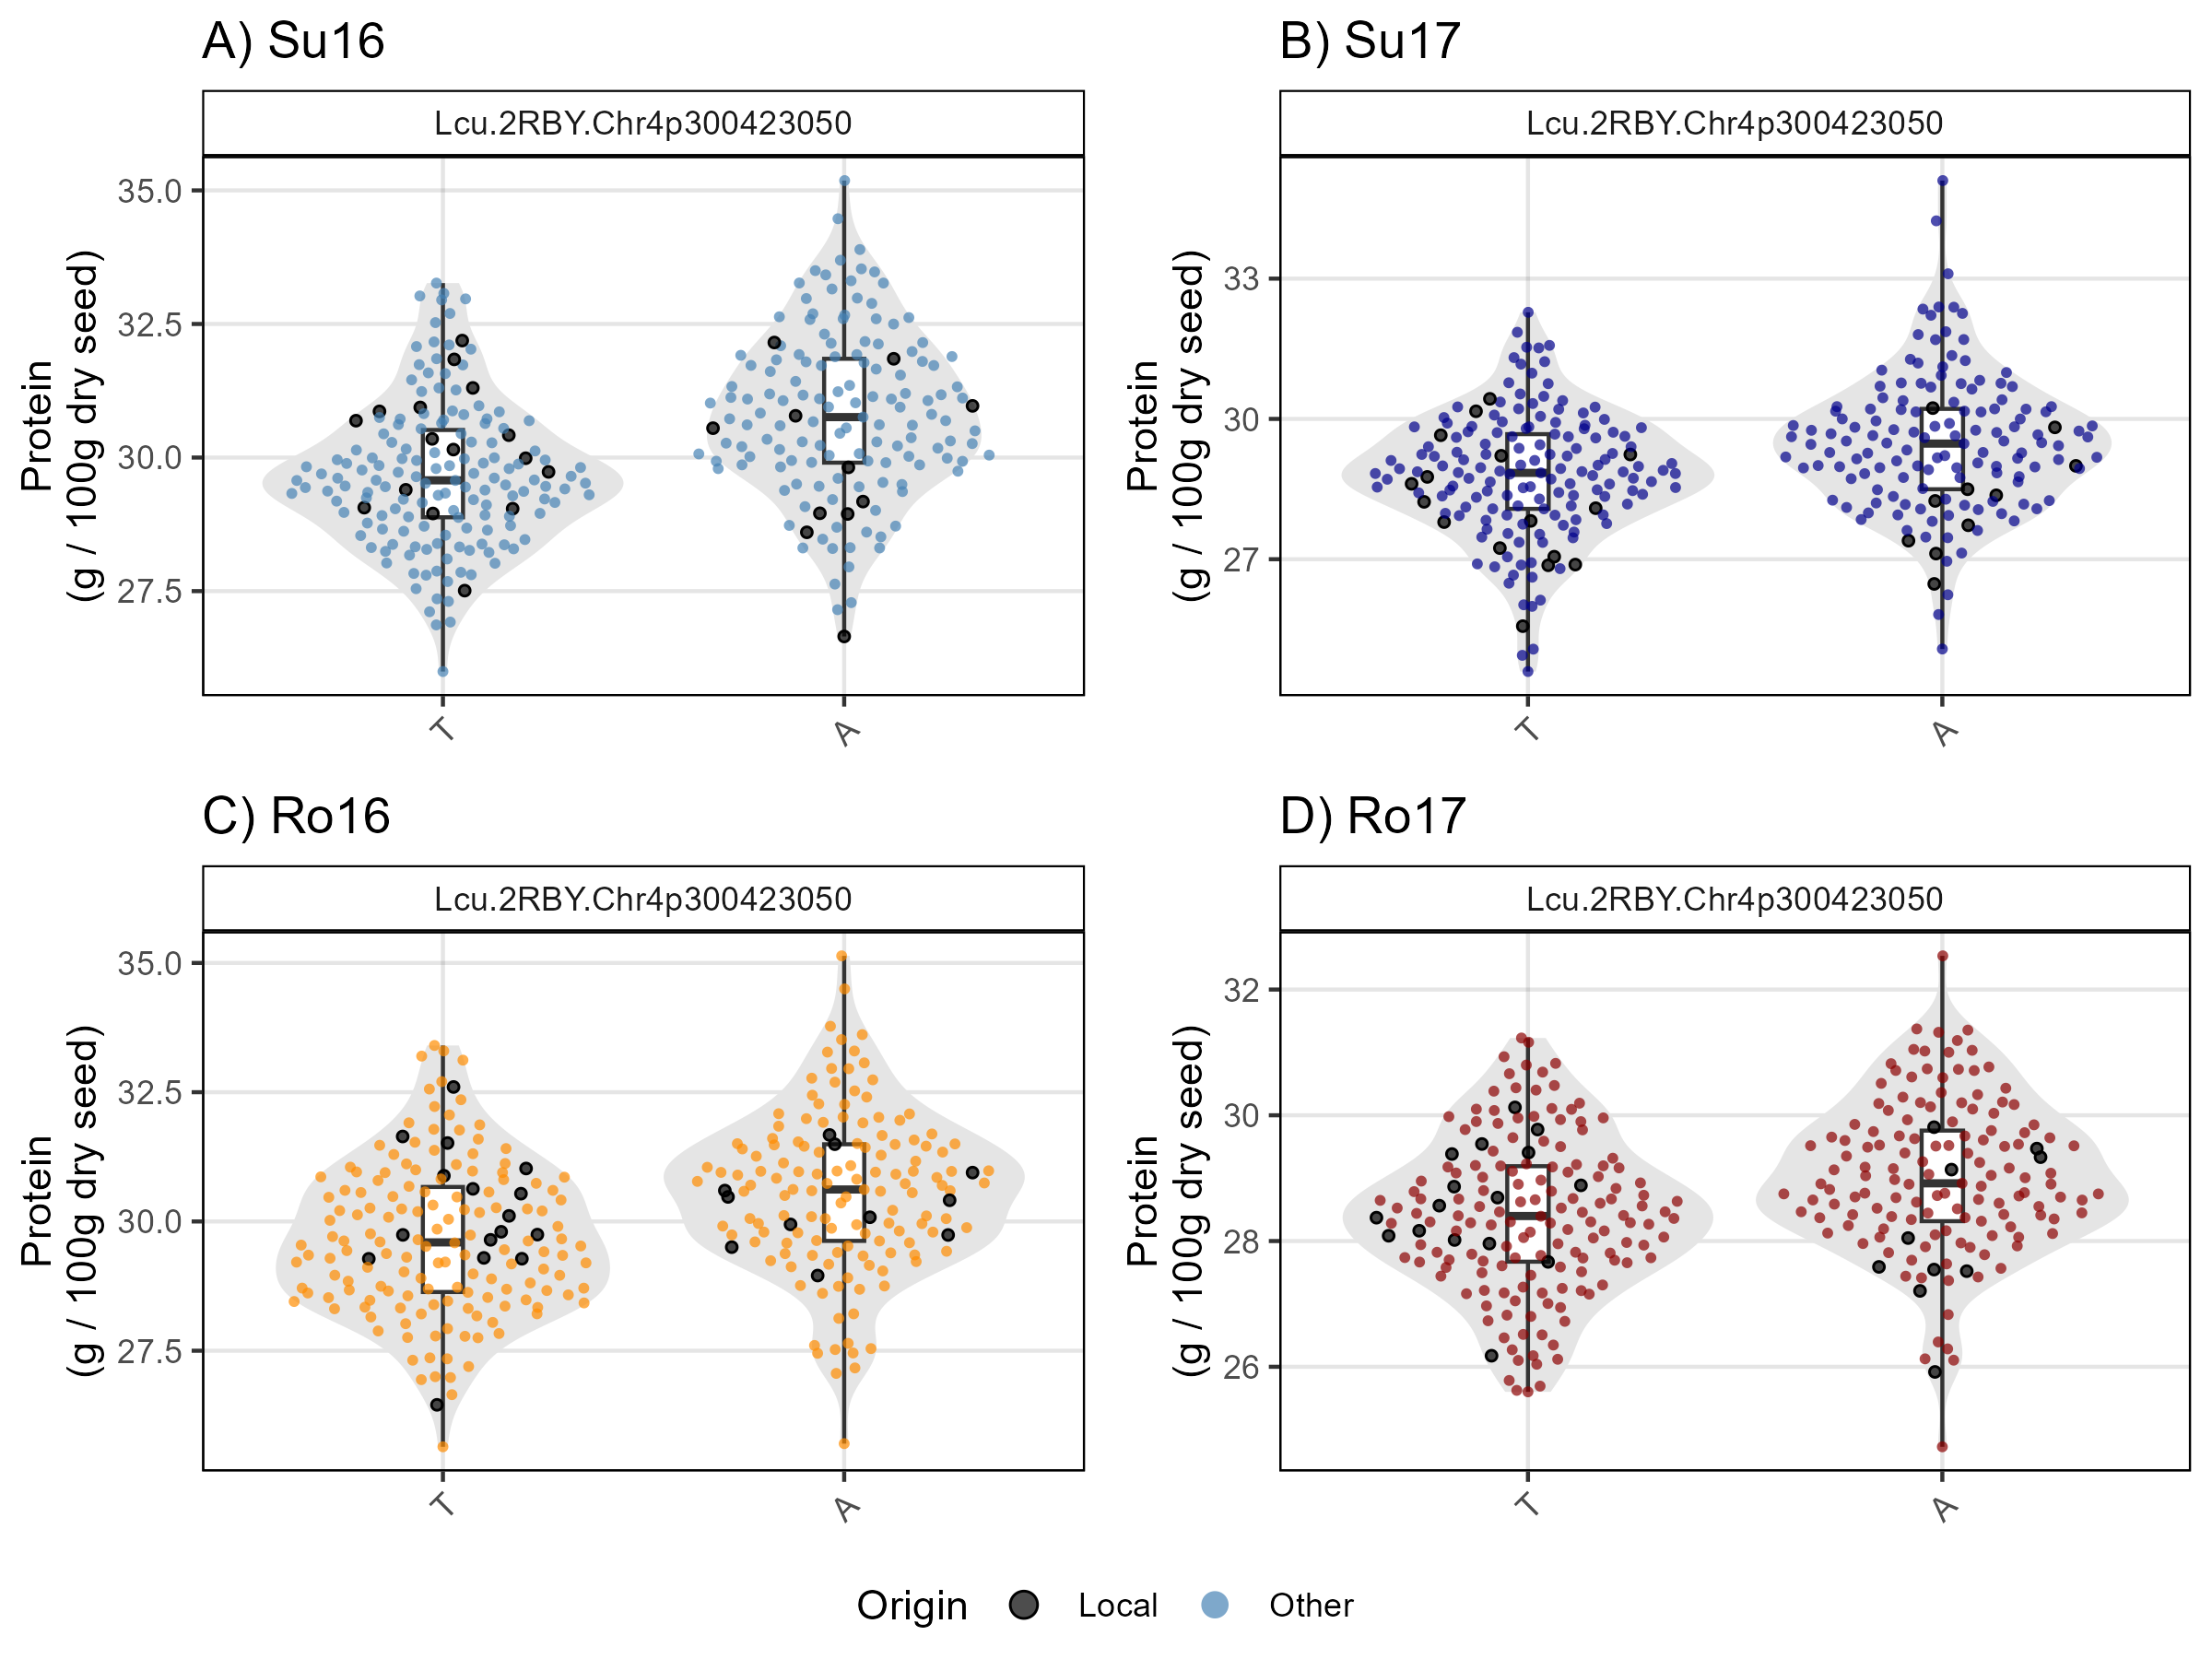 A) Su16
Lcu.2RBY.Chr4p300423050
Protein
(g / 100g dry seed)
35.0
32.5
30.0
27.5
T
A
B) Su17
Lcu.2RBY.Chr4p300423050
Protein
(g / 100g dry seed)
33
30
27
T
A
C) Ro16
Lcu.2RBY.Chr4p300423050
Protein
(g / 100g dry seed)
35.0
32.5
30.0
27.5
T
A
D) Ro17
Lcu.2RBY.Chr4p300423050
Protein
(g / 100g dry seed)
32
30
28
26
T
A
Origin Local Other